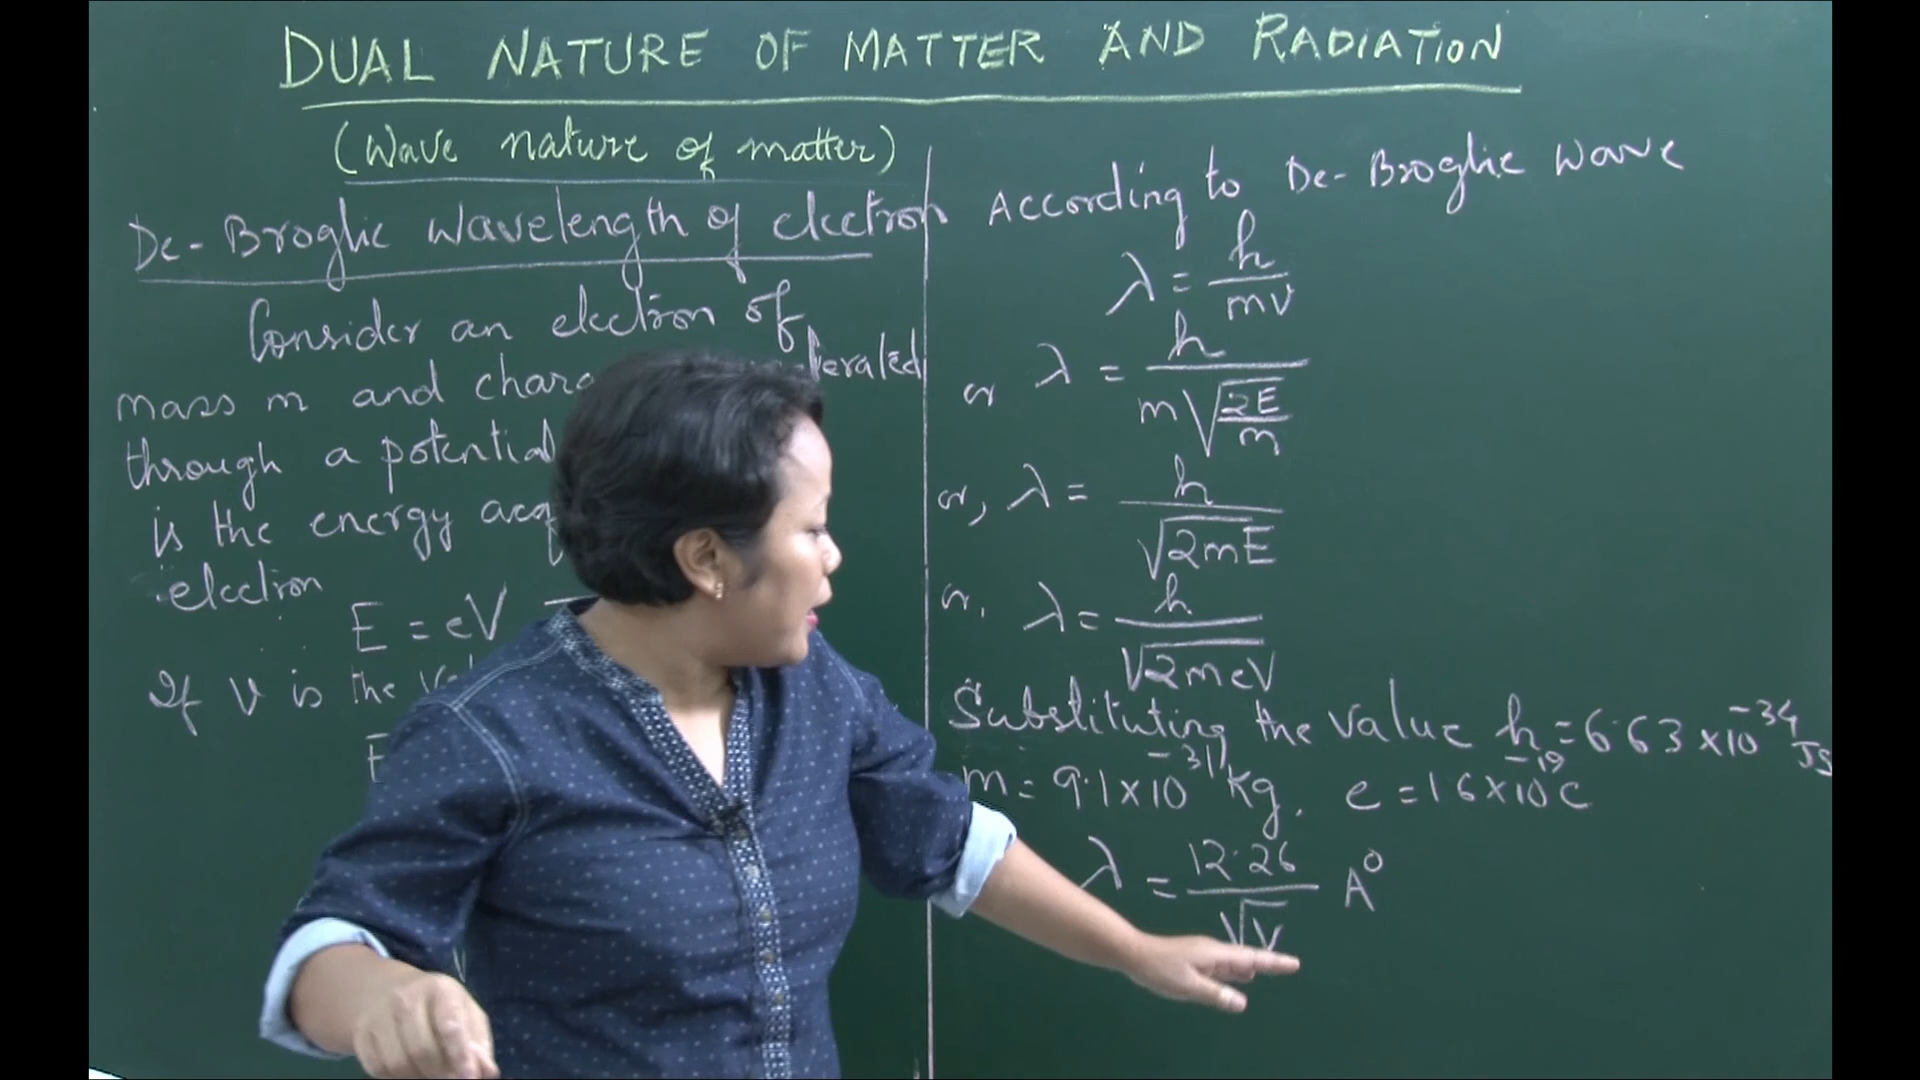 DUAL NATURE OF MATTER AND RADIATION
(Wave nature of matter)
De-Broglie wavelength of electron
Consider an electron of
mass m and
through a potential
is the energy
electron
E = eV
If v is the
According to De-Broglie wave
λ = h/mv
or λ = h/m√(2E/m)
or, λ = h/√2mE
or, λ = h/√2meV
Substituting the value h = 6.63 × 10⁻³⁴ JS
m = 9.1 × 10⁻³¹ kg, e = 1.6 × 10⁻¹⁹ C
λ = 12.26/√V A⁰